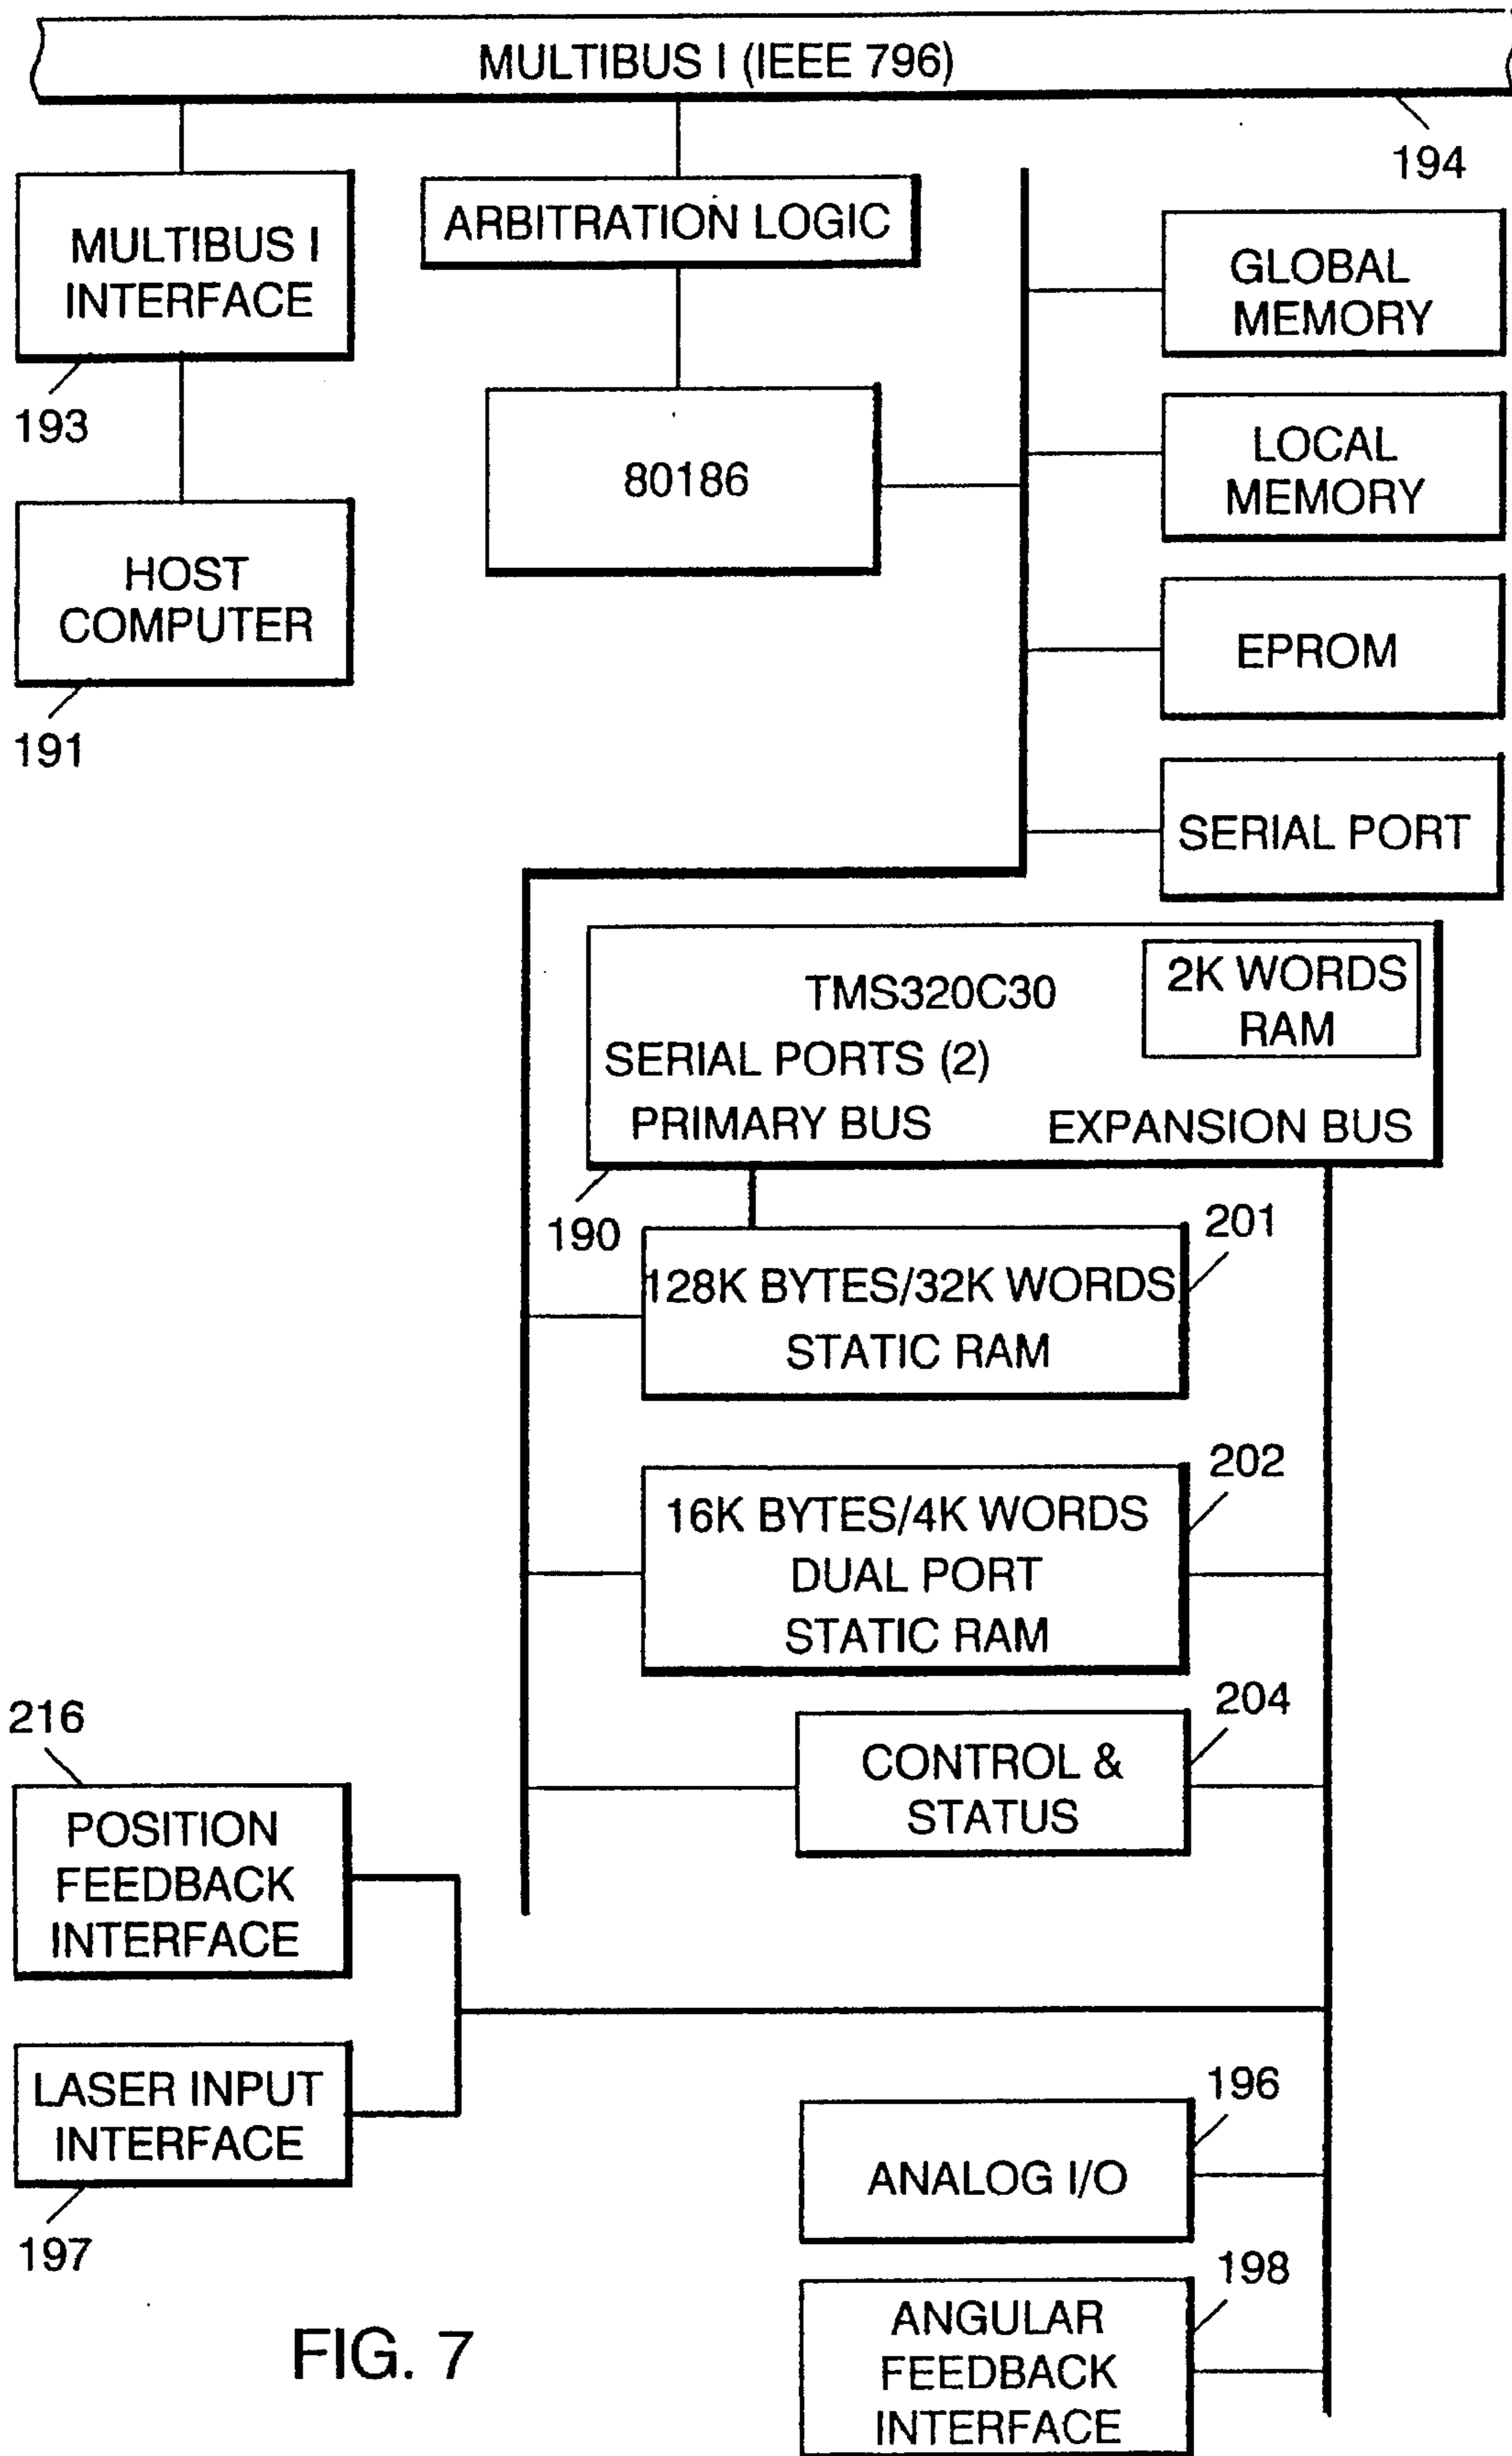 MULTIBUS I (IEEE 796)
194
MULTIBUS I
INTERFACE
193
ARBITRATION LOGIC
GLOBAL
MEMORY
80186
LOCAL
MEMORY
HOST
COMPUTER
191
EPROM
SERIAL PORT
TMS320C30
2K WORDS
RAM
SERIAL PORTS (2)
PRIMARY BUS
EXPANSION BUS
190
201
128K BYTES/32K WORDS
STATIC RAM
202
16K BYTES/4K WORDS
DUAL PORT
STATIC RAM
204
CONTROL &
STATUS
216
POSITION
FEEDBACK
INTERFACE
LASER INPUT
INTERFACE
197
196
ANALOG I/O
198
ANGULAR
FEEDBACK
INTERFACE
FIG. 7